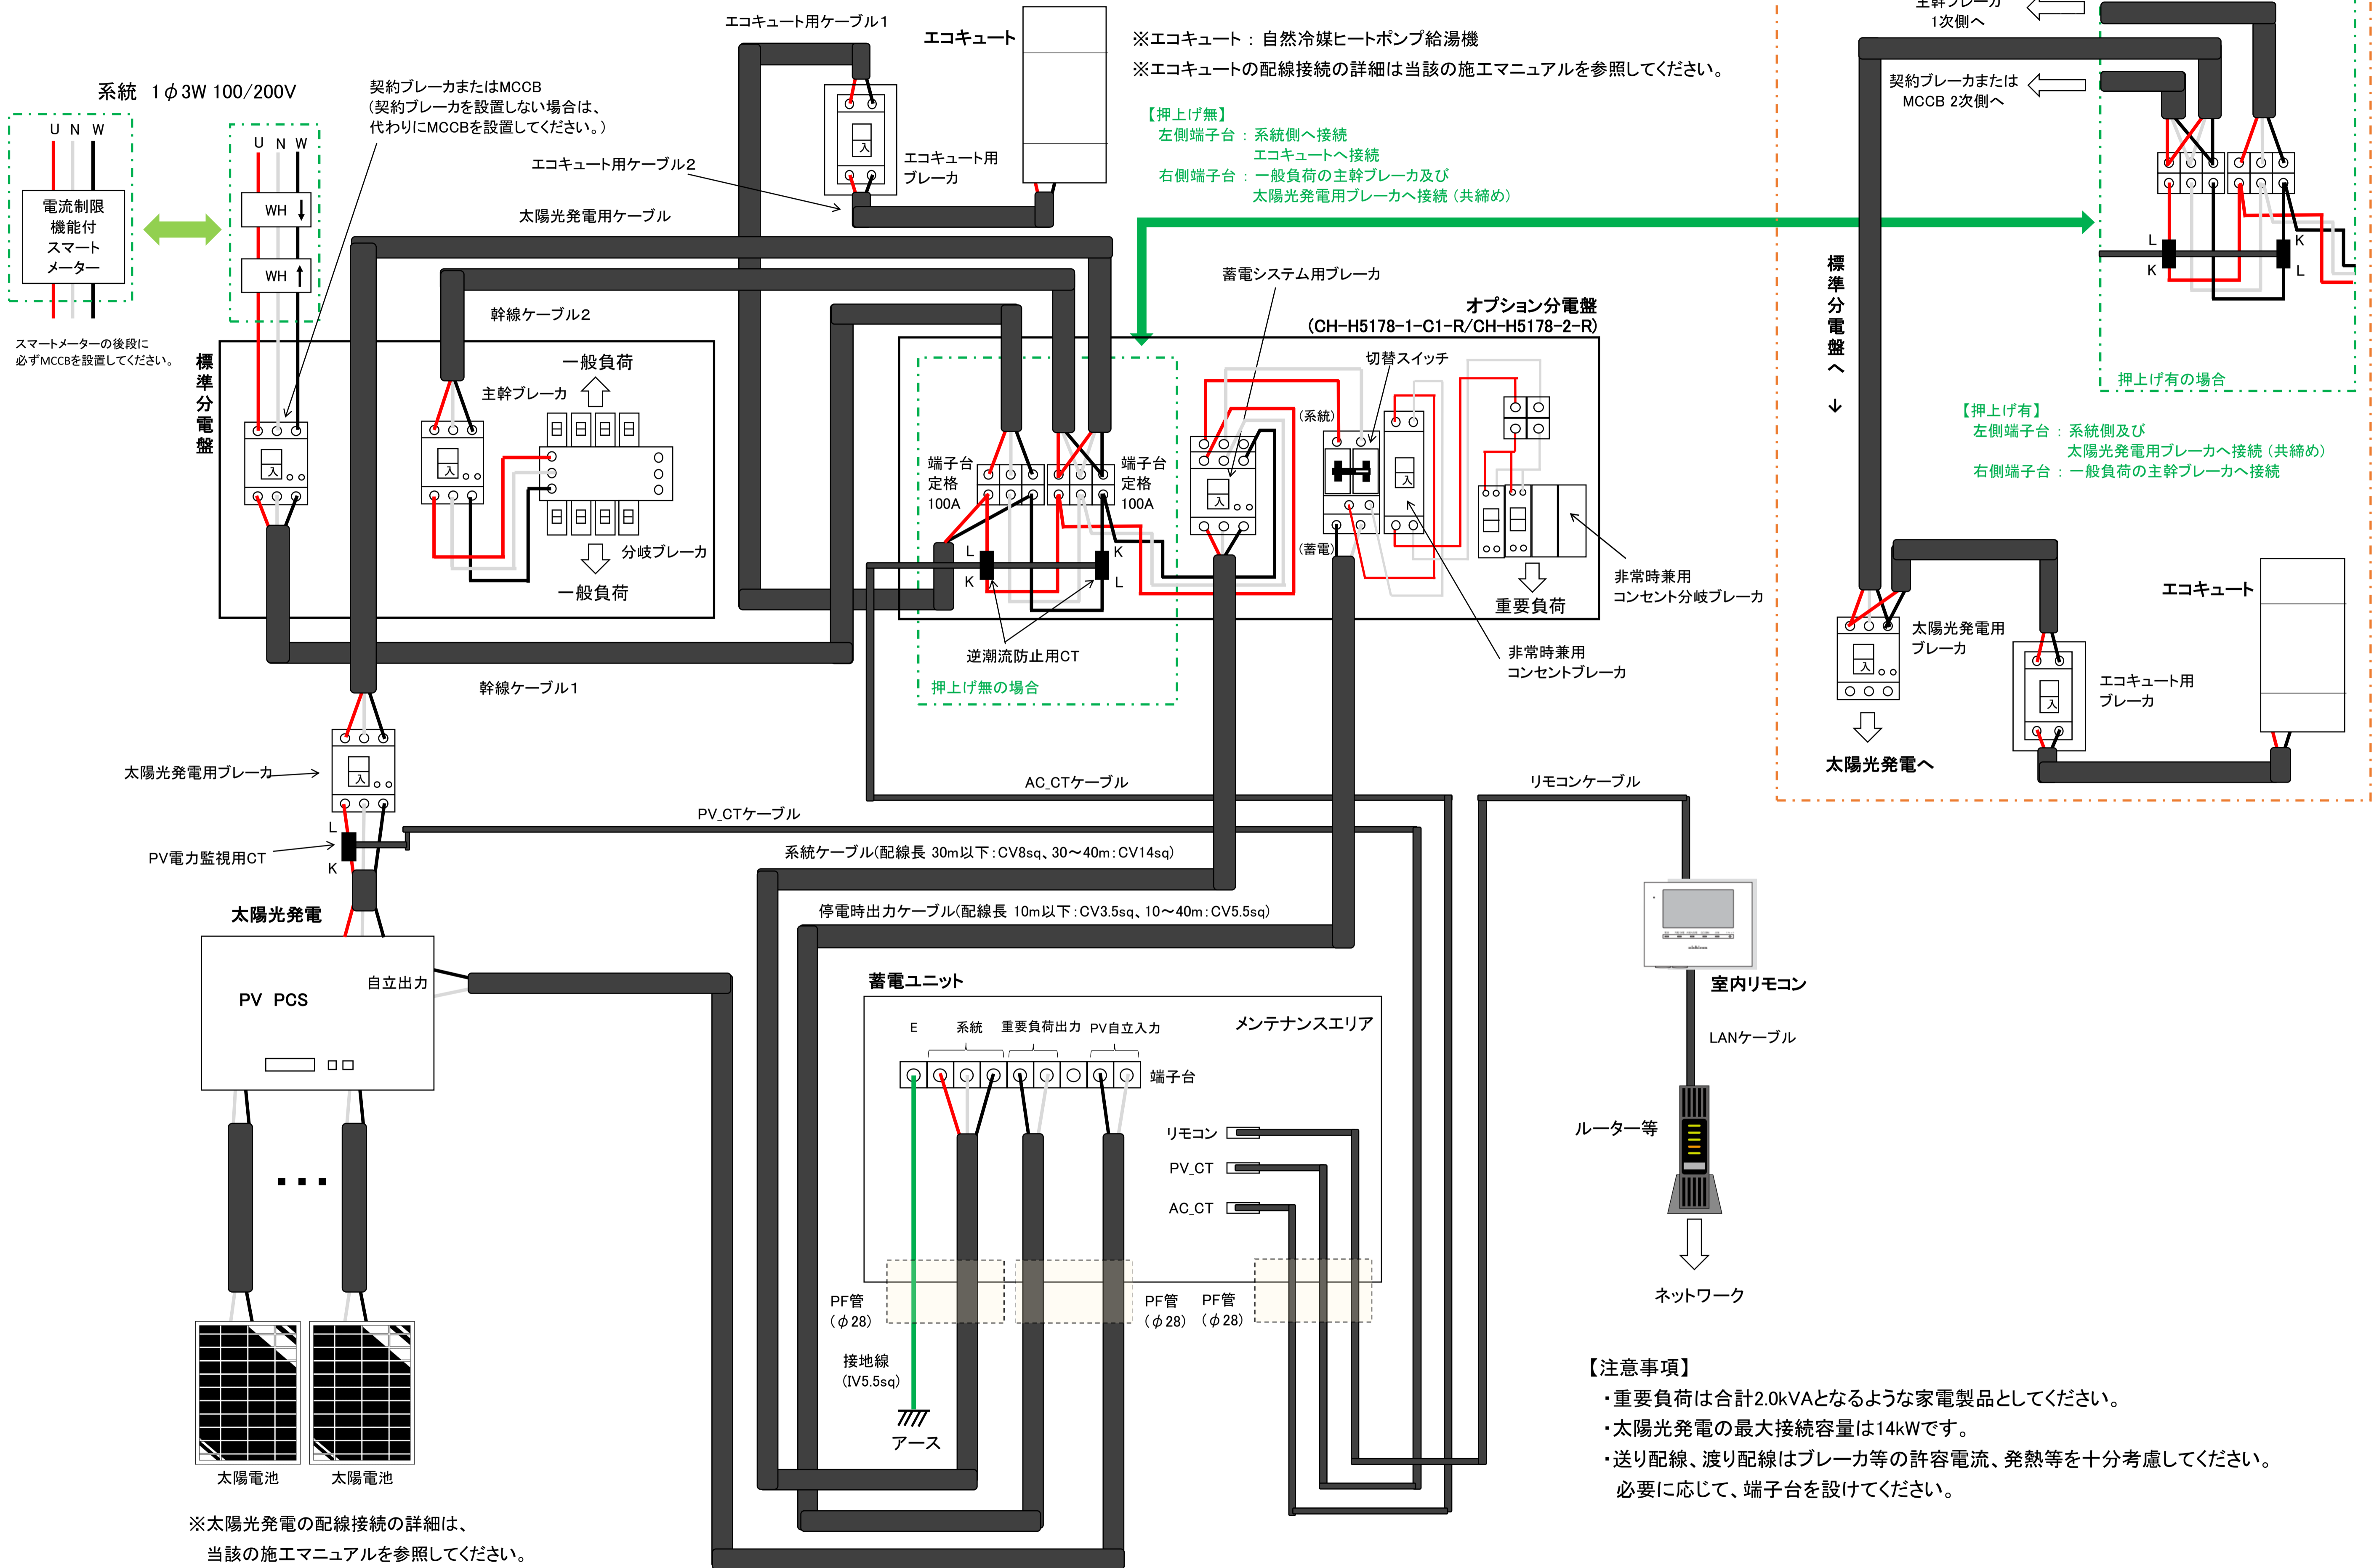 エコキュート用ケーブル1
エコキュート
※エコキュート : 自然冷媒ヒートポンプ給湯機
※エコキュートの配線接続の詳細は当該の施工マニュアルを参照してください。
主幹ブレーカ
1次側へ
契約ブレーカまたは
MCCB 2次側へ
系統 1φ3W 100/200V
契約ブレーカまたはMCCB
(契約ブレーカを設置しない場合は、
代わりにMCCBを設置してください。)
U N W
U N W
電流制限
機能付
スマート
メーター
WH
WH
スマートメーターの後段に
必ずMCCBを設置してください。
入
エコキュート用
ブレーカ
エコキュート用ケーブル2
太陽光発電用ケーブル
【押上げ無】
左側端子台 : 系統側へ接続
エコキュートへ接続
右側端子台 : 一般負荷の主幹ブレーカ及び
太陽光発電用ブレーカへ接続 (共締め)
L
K
K
L
押上げ有の場合
標準分電盤へ ↓
【押上げ有】
左側端子台 : 系統側及び
太陽光発電用ブレーカへ接続 (共締め)
右側端子台 : 一般負荷の主幹ブレーカへ接続
幹線ケーブル2
標準分電盤
一般負荷
主幹ブレーカ
入
入
分岐ブレーカ
一般負荷
蓄電システム用ブレーカ
オプション分電盤
(CH-H5178-1-C1-R/CH-H5178-2-R)
切替スイッチ
(系統)
端子台
定格
100A
端子台
定格
100A
入
入
(蓄電)
L
K
K
L
重要負荷
非常時兼用
コンセント分岐ブレーカ
逆潮流防止用CT
押上げ無の場合
非常時兼用
コンセントブレーカ
幹線ケーブル1
入
太陽光発電用
ブレーカ
太陽光発電へ
入
エコキュート用
ブレーカ
エコキュート
太陽光発電用ブレーカ
入
L
K
PV電力監視用CT
AC_CTケーブル
リモコンケーブル
PV_CTケーブル
系統ケーブル(配線長 30m以下:CV8sq、30～40m:CV14sq)
停電時出力ケーブル(配線長 10m以下:CV3.5sq、10～40m:CV5.5sq)
太陽光発電
PV PCS
自立出力
蓄電ユニット
メンテナンスエリア
E 系統 重要負荷出力 PV自立入力
端子台
リモコン
PV_CT
AC_CT
室内リモコン
LANケーブル
ルーター等
ネットワーク
PF管
(φ28)
PF管
(φ28)
PF管
(φ28)
接地線
(IV5.5sq)
アース
太陽電池
太陽電池
※太陽光発電の配線接続の詳細は、
当該の施工マニュアルを参照してください。
【注意事項】
・重要負荷は合計2.0kVAとなるような家電製品としてください。
・太陽光発電の最大接続容量は14kWです。
・送り配線、渡り配線はブレーカ等の許容電流、発熱等を十分考慮してください。
必要に応じて、端子台を設けてください。